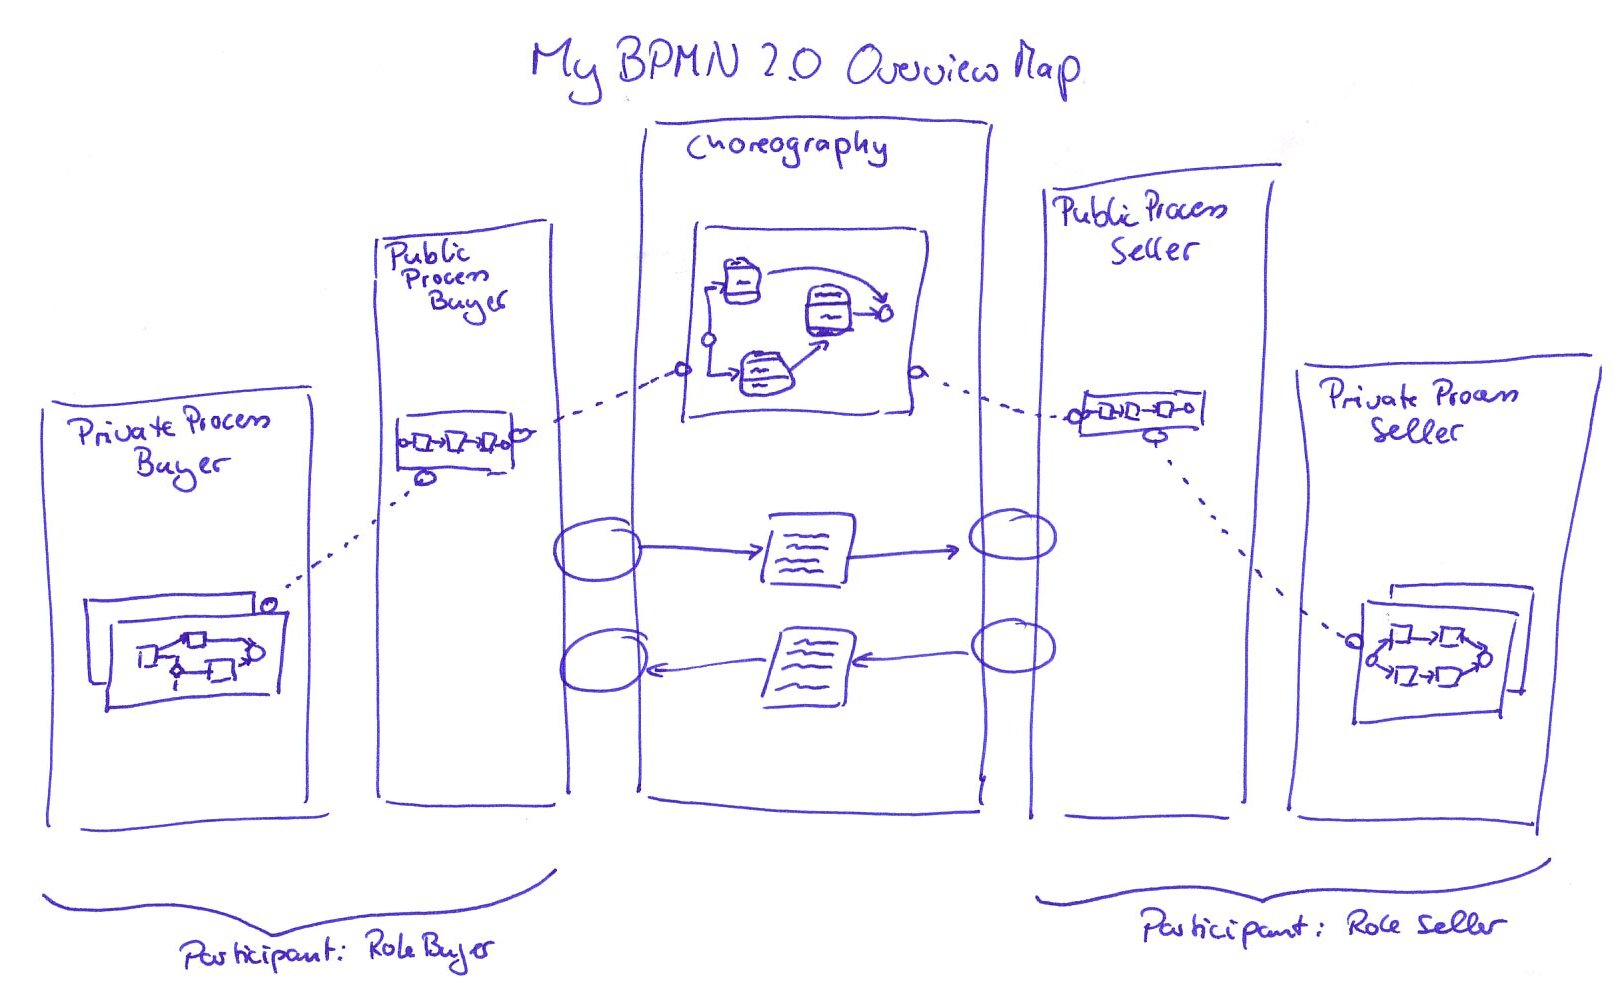 My BPMN 2.0 Overview Map
Choreography
Public Process
Seller
Public
Process
Buyer
Private Process
Seller
Private Process
Buyer
Participant: Role Buyer
Participant: Role Seller